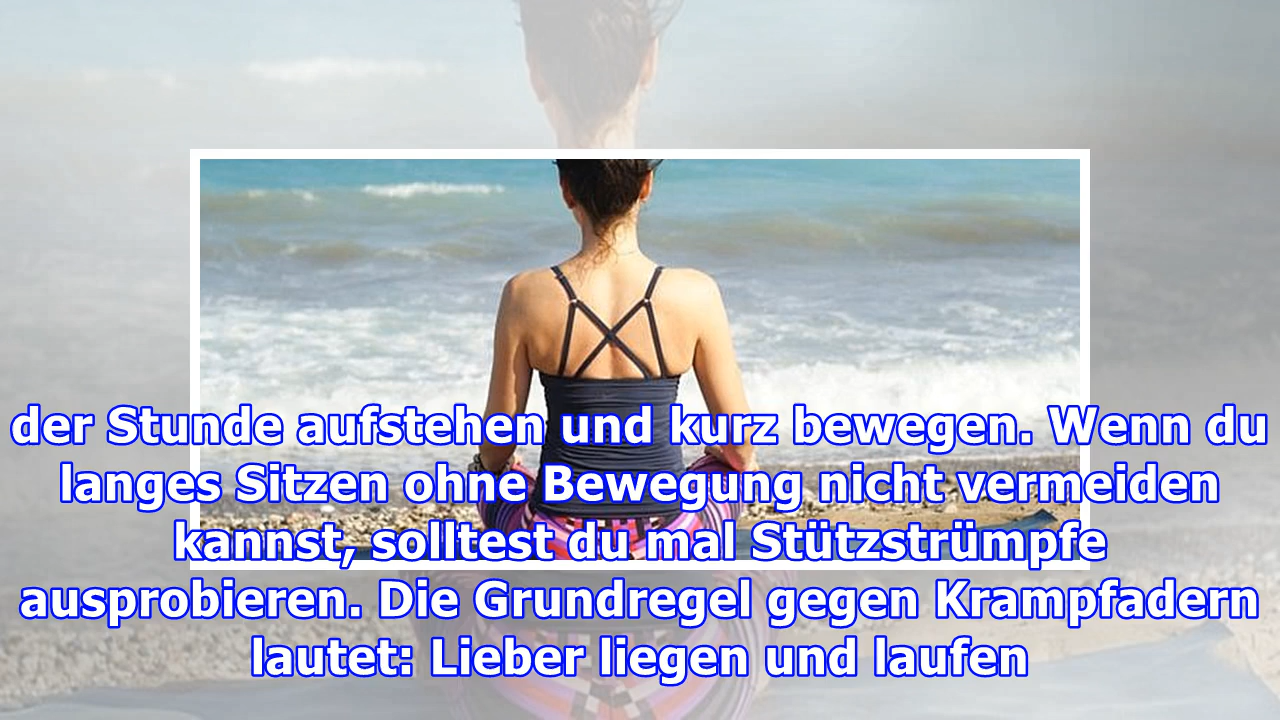 der Stunde aufstehen und kurz bewegen. Wenn du
langes Sitzen ohne Bewegung nicht vermeiden
kannst, solltest du mal Stützstrümpfe
ausprobieren. Die Grundregel gegen Krampfadern
lautet: Lieber liegen und laufen